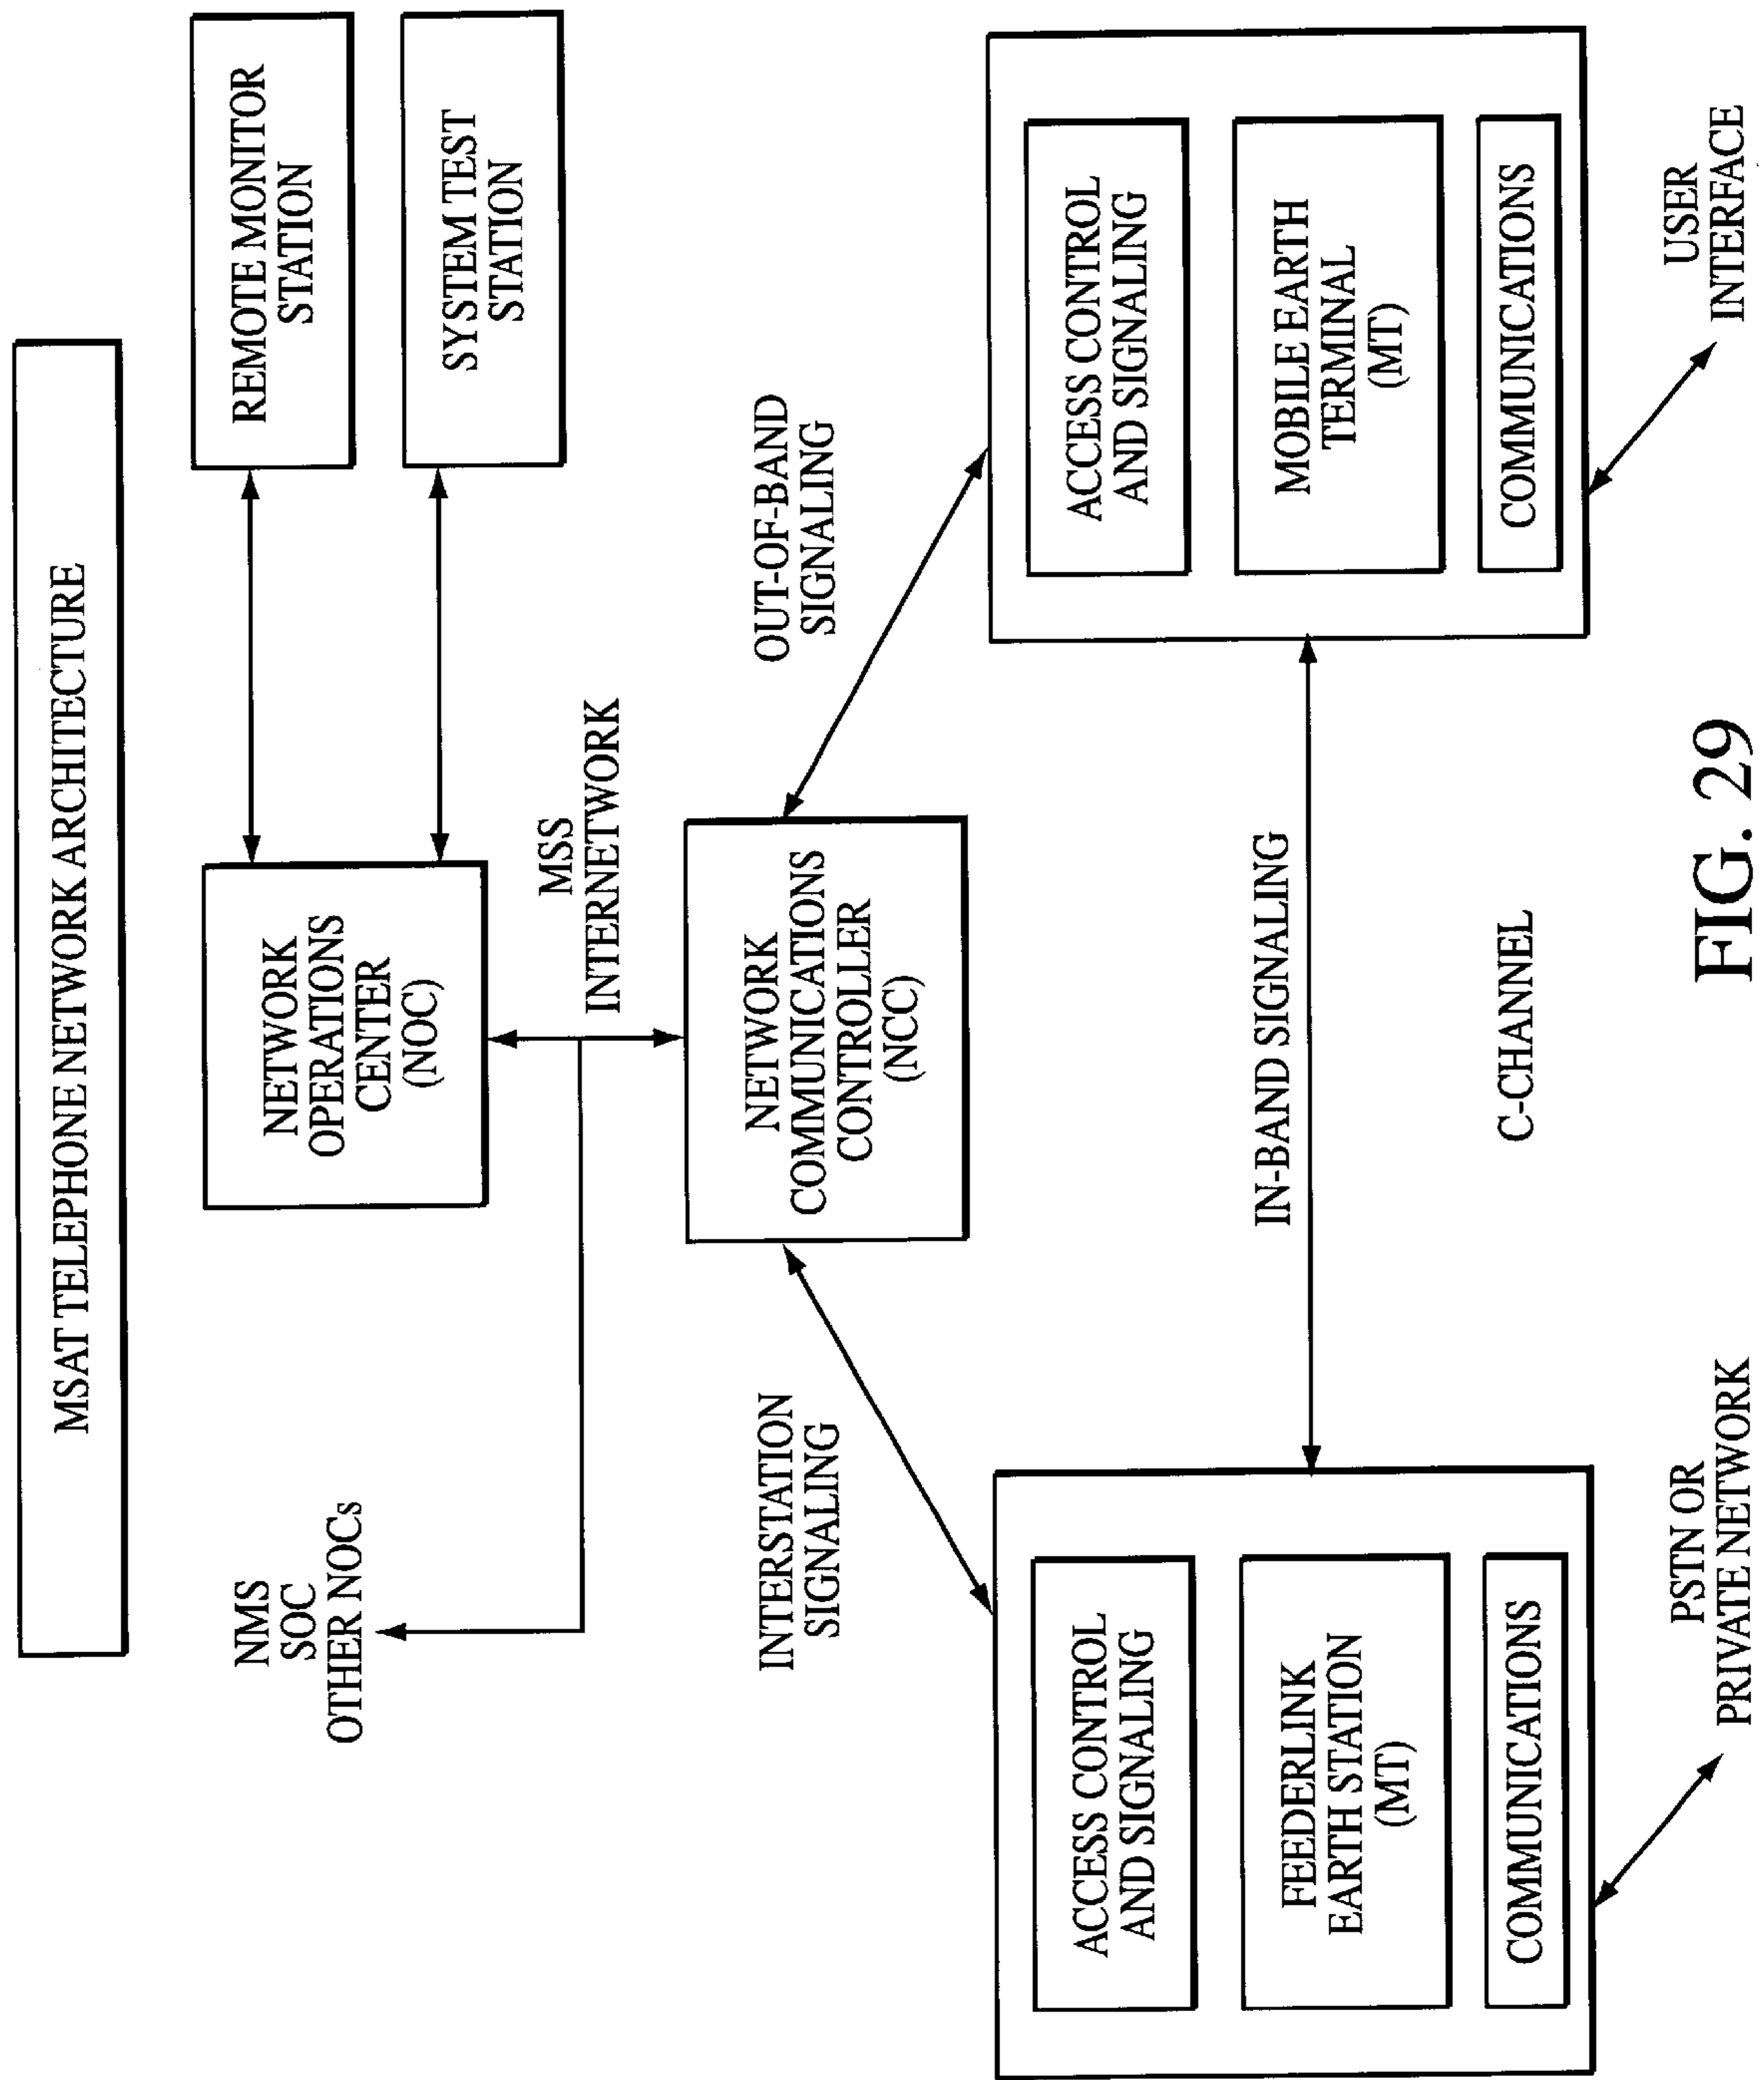 MSAT TELEPHONE NETWORK ARCHITECTURE
NMS
SOC
OTHER NOCs
NETWORK
OPERATIONS
CENTER
(NOC)
REMOTE MONITOR
STATION
SYSTEM TEST
STATION
MSS
INTERNETWORK
INTERSTATION
SIGNALING
NETWORK
COMMUNICATIONS
CONTROLLER
(NCC)
OUT-OF-BAND
SIGNALING
ACCESS CONTROL
AND SIGNALING
FEEDERLINK
EARTH STATION
(MT)
COMMUNICATIONS
IN-BAND SIGNALING
C-CHANNEL
ACCESS CONTROL
AND SIGNALING
MOBILE EARTH
TERMINAL
(MT)
COMMUNICATIONS
PSTN OR
PRIVATE NETWORK
USER
INTERFACE
FIG. 29